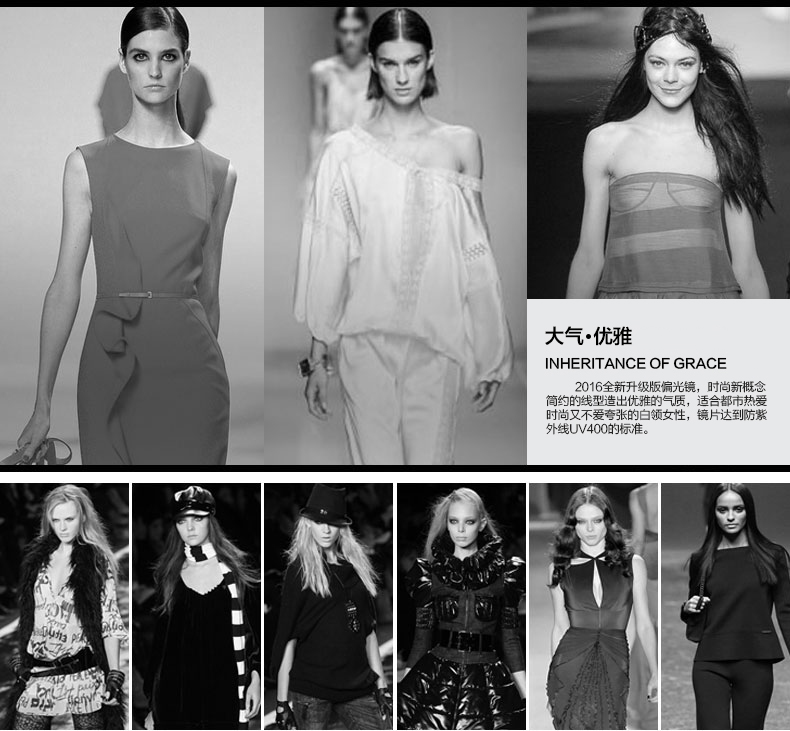 大气·优雅
INHERITANCE OF GRACE
2016全新升级版偏光镜，时尚新概念
简约的线型造出优雅的气质，适合都市热爱
时尚又不爱夸张的白领女性，镜片达到防紫
外线UV400的标准。